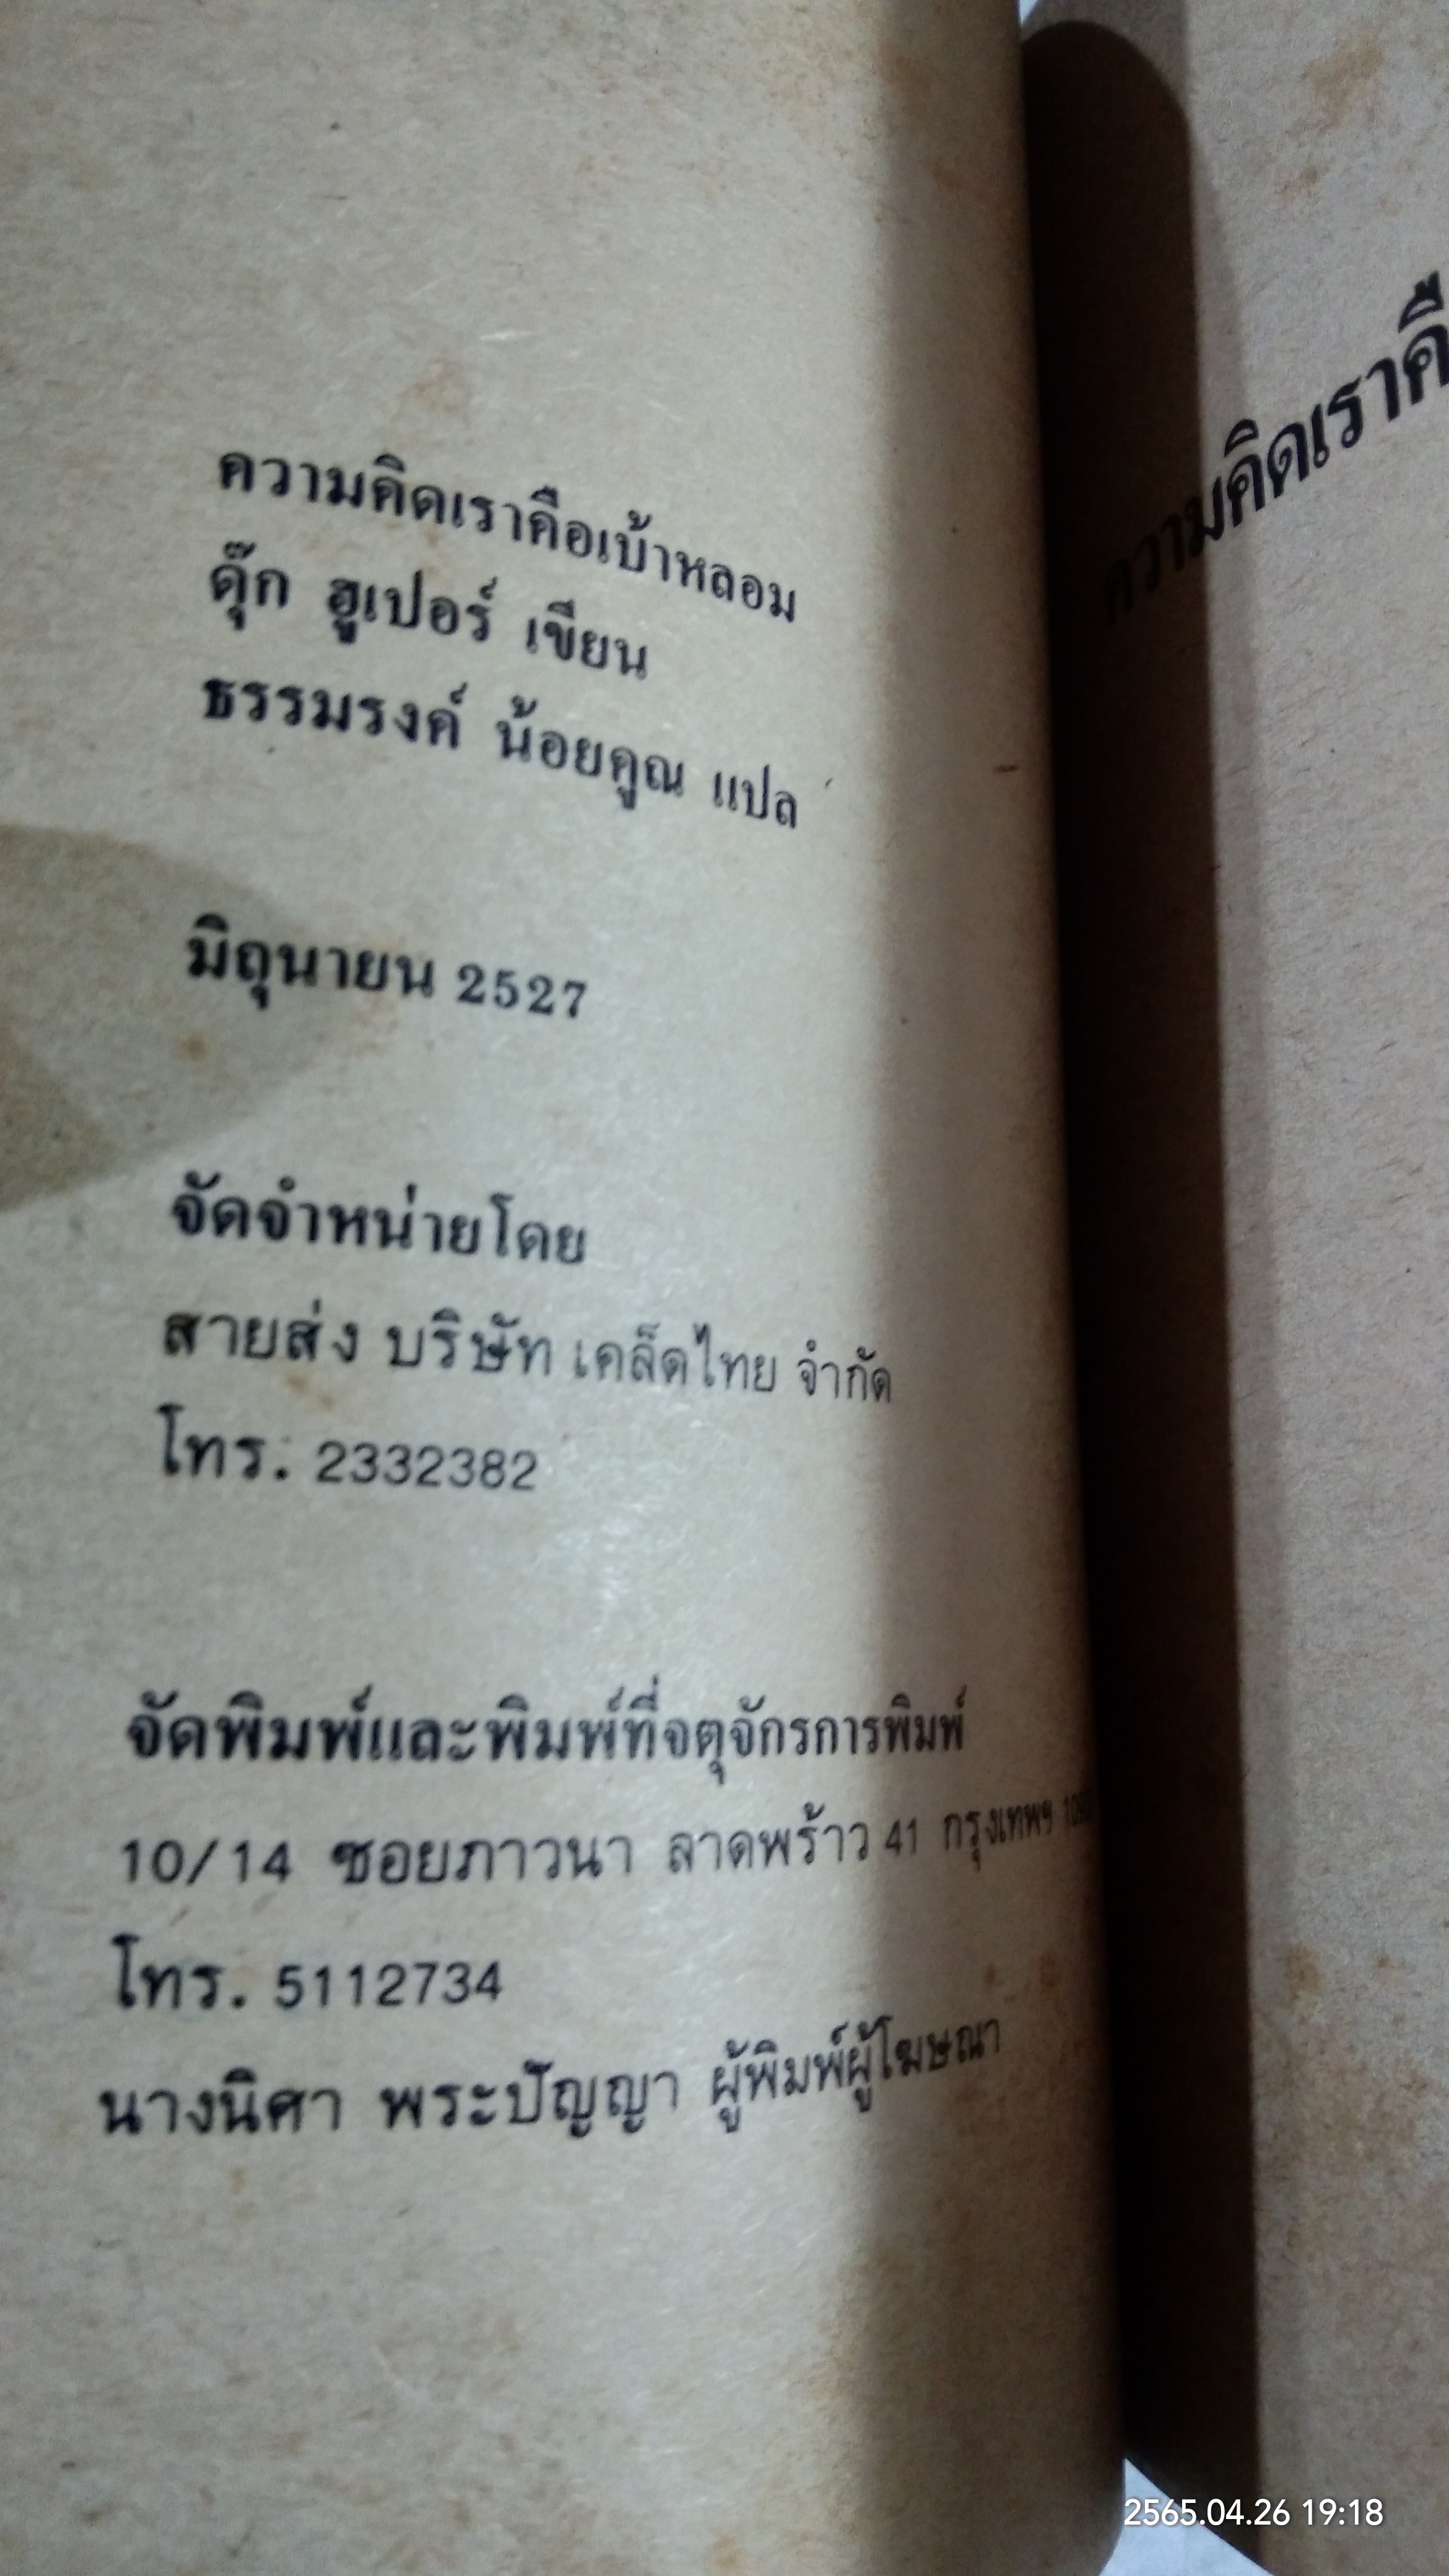 ความคิดเราคือเบ้าหลอม
ดุ๊ก ฮูเปอร์ เขียน
ธรรมรงค์ น้อยคูณ แปล
มิถุนายน 2527
จัดจำหน่ายโดย
สายส่ง บริษัท เคล็ดไทย จำกัด
โทร. 2332382
จัดพิมพ์และพิมพ์ที่จตุจักรการพิมพ์
10/14 ซอยภาวนา ลาดพร้าว 41 กรุงเทพฯ
โทร. 5112734
นางนิศา พระปัญญา ผู้พิมพ์ผู้โฆษณา
ความคิดเราคื
2565.04.26 19:18